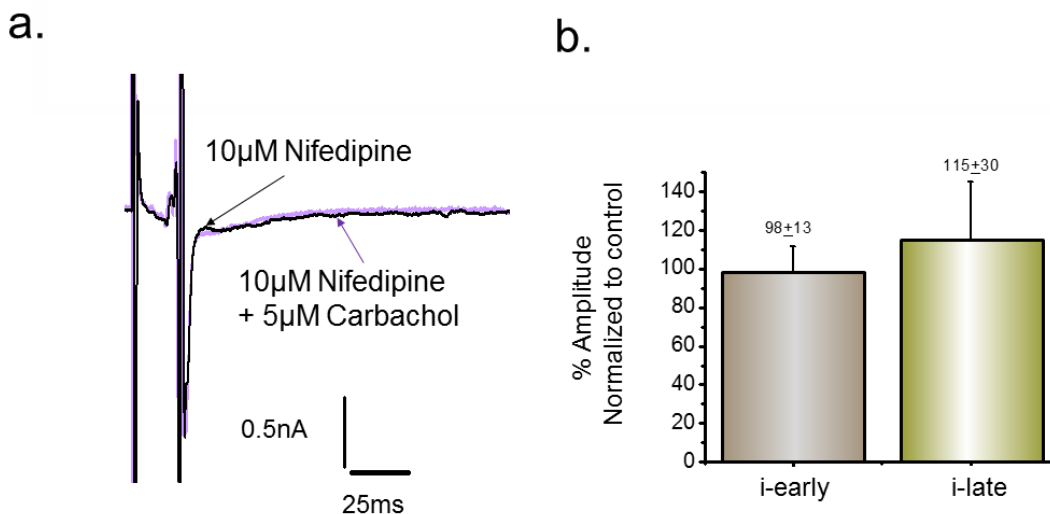 a.
10µM Nifedipine
10µM Nifedipine
+ 5µM Carbachol
0.5nA
25ms
b.
% Amplitude
Normalized to control
140
120
100
80
60
40
20
0
98±13
115±30
i-early
i-late